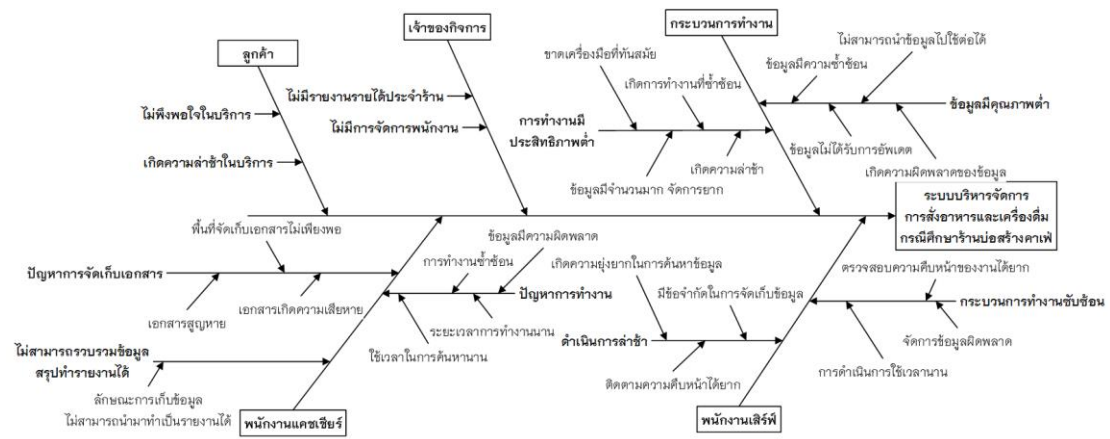 กระบวนการทำงาน
เจ้าของกิจการ
ลูกค้า
ไม่สามารถนำข้อมูลไปใช้ต่อได้
ขาดเครื่องมือที่ทันสมัย
ข้อมูลมีความซ้ำซ้อน
เกิดการทำงานที่ซ้ำซ้อน
ไม่มีรายงานรายได้ประจำร้าน
ข้อมูลมีคุณภาพต่ำ
ไม่พึงพอใจในบริการ
การทำงานมี
ประสิทธิภาพต่ำ
ไม่มีการจัดการพนักงาน
ข้อมูลไม่ได้รับการอัพเดต
เกิดความล่าช้าในบริการ
เกิดความล่าช้า
เกิดความผิดพลาดของข้อมูล
ข้อมูลมีจำนวนมาก จัดการยาก
ระบบบริหารจัดการ
การสั่งอาหารและเครื่องดื่ม
กรณีศึกษาร้านบ่อสร้างคาเฟ่
พื้นที่จัดเก็บเอกสารไม่เพียงพอ
ข้อมูลมีความผิดพลาด
การทำงานซ้ำซ้อน
เกิดความยุ่งยากในการค้นหาข้อมูล
ตรวจสอบความคืบหน้าของงานได้ยาก
ปัญหาการจัดเก็บเอกสาร
ปัญหาการทำงาน
มีข้อจำกัดในการจัดเก็บข้อมูล
กระบวนการทำงานซับซ้อน
เอกสารสูญหาย
เอกสารเกิดความเสียหาย
ระยะเวลาการทำงานนาน
ดำเนินการล่าช้า
จัดการข้อมูลผิดพลาด
ไม่สามารถรวบรวมข้อมูล
สรุปทำรายงานได้
ใช้เวลาในการค้นหานาน
การดำเนินการใช้เวลานาน
ติดตามความคืบหน้าได้ยาก
ลักษณะการเก็บข้อมูล
ไม่สามารถนำมาทำเป็นรายงานได้
พนักงานแคชเชียร์
พนักงานเสิร์ฟ